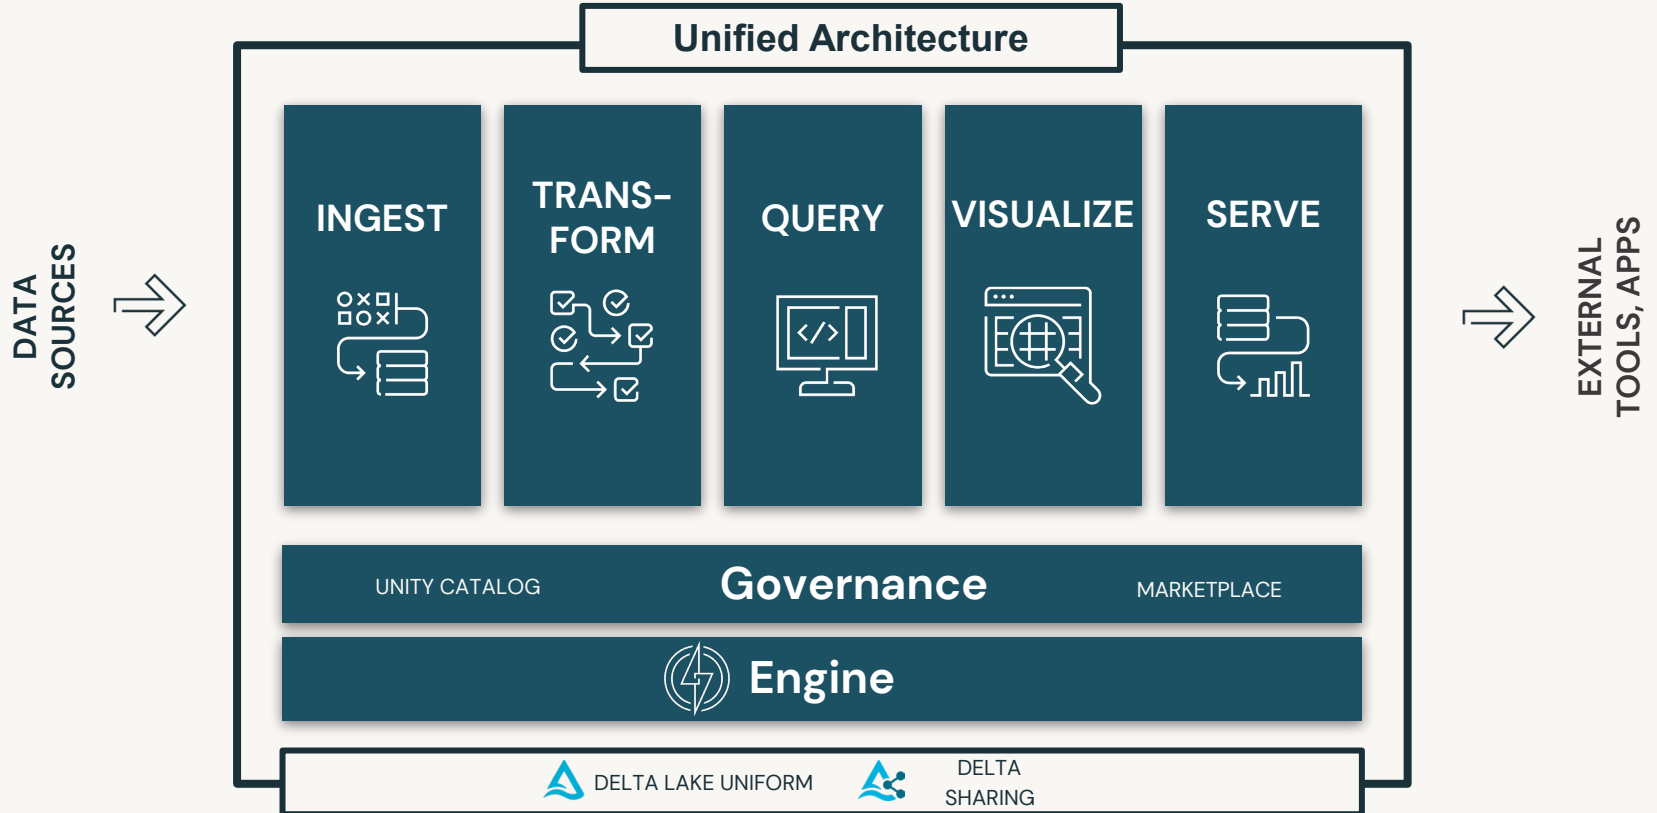 Unified Architecture
DATA
SOURCES
INGEST
TRANS-
FORM
QUERY
VISUALIZE
SERVE
</>
EXTERNAL
TOOLS, APPS
UNITY CATALOG
Governance
MARKETPLACE
Engine
DELTA LAKE UNIFORM
DELTA
SHARING